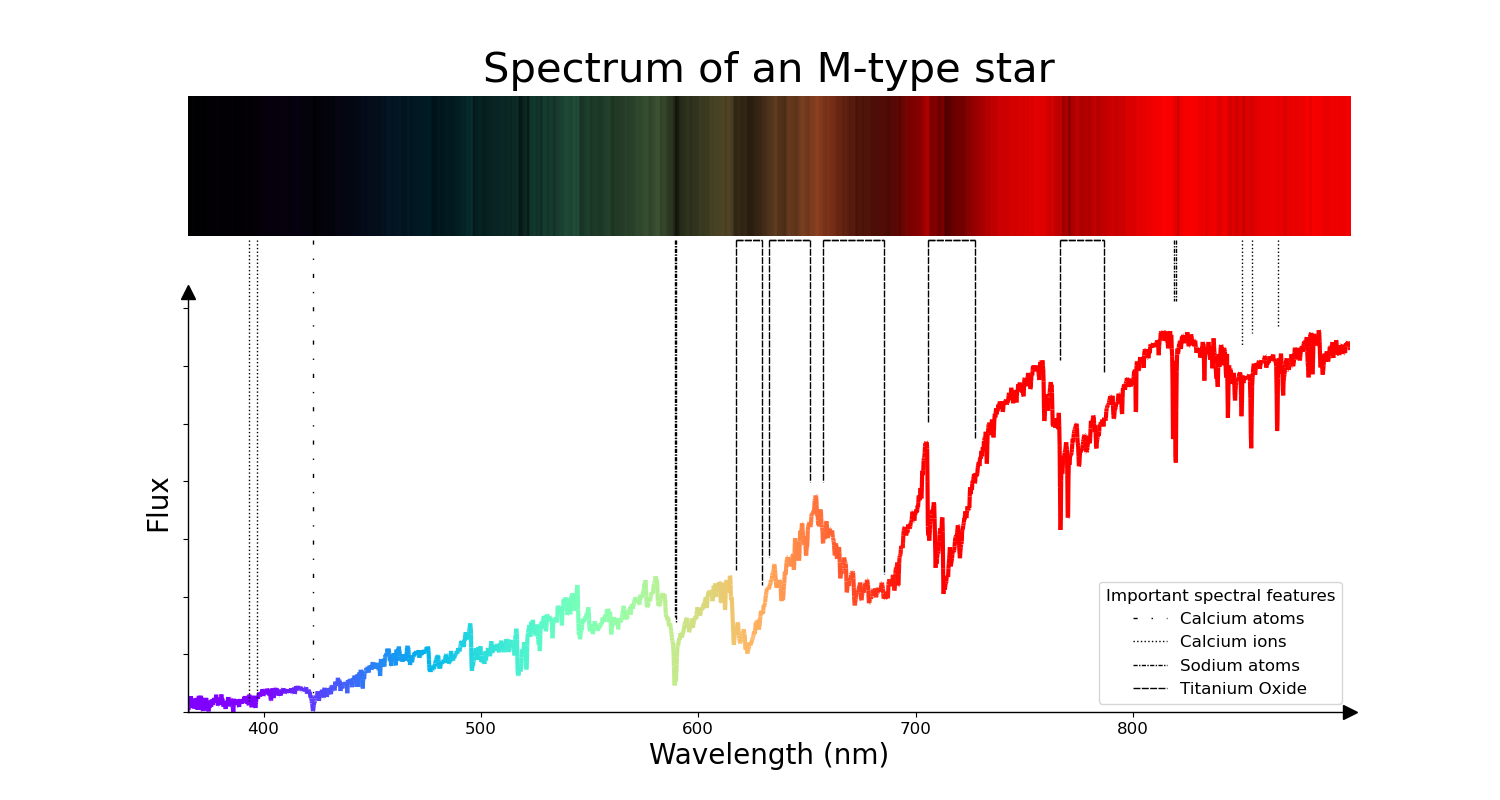 Spectrum of an M-type star
Flux
Important spectral features
Calcium atoms
Calcium ions
Sodium atoms
Titanium Oxide
400 500 600 700 800
Wavelength (nm)